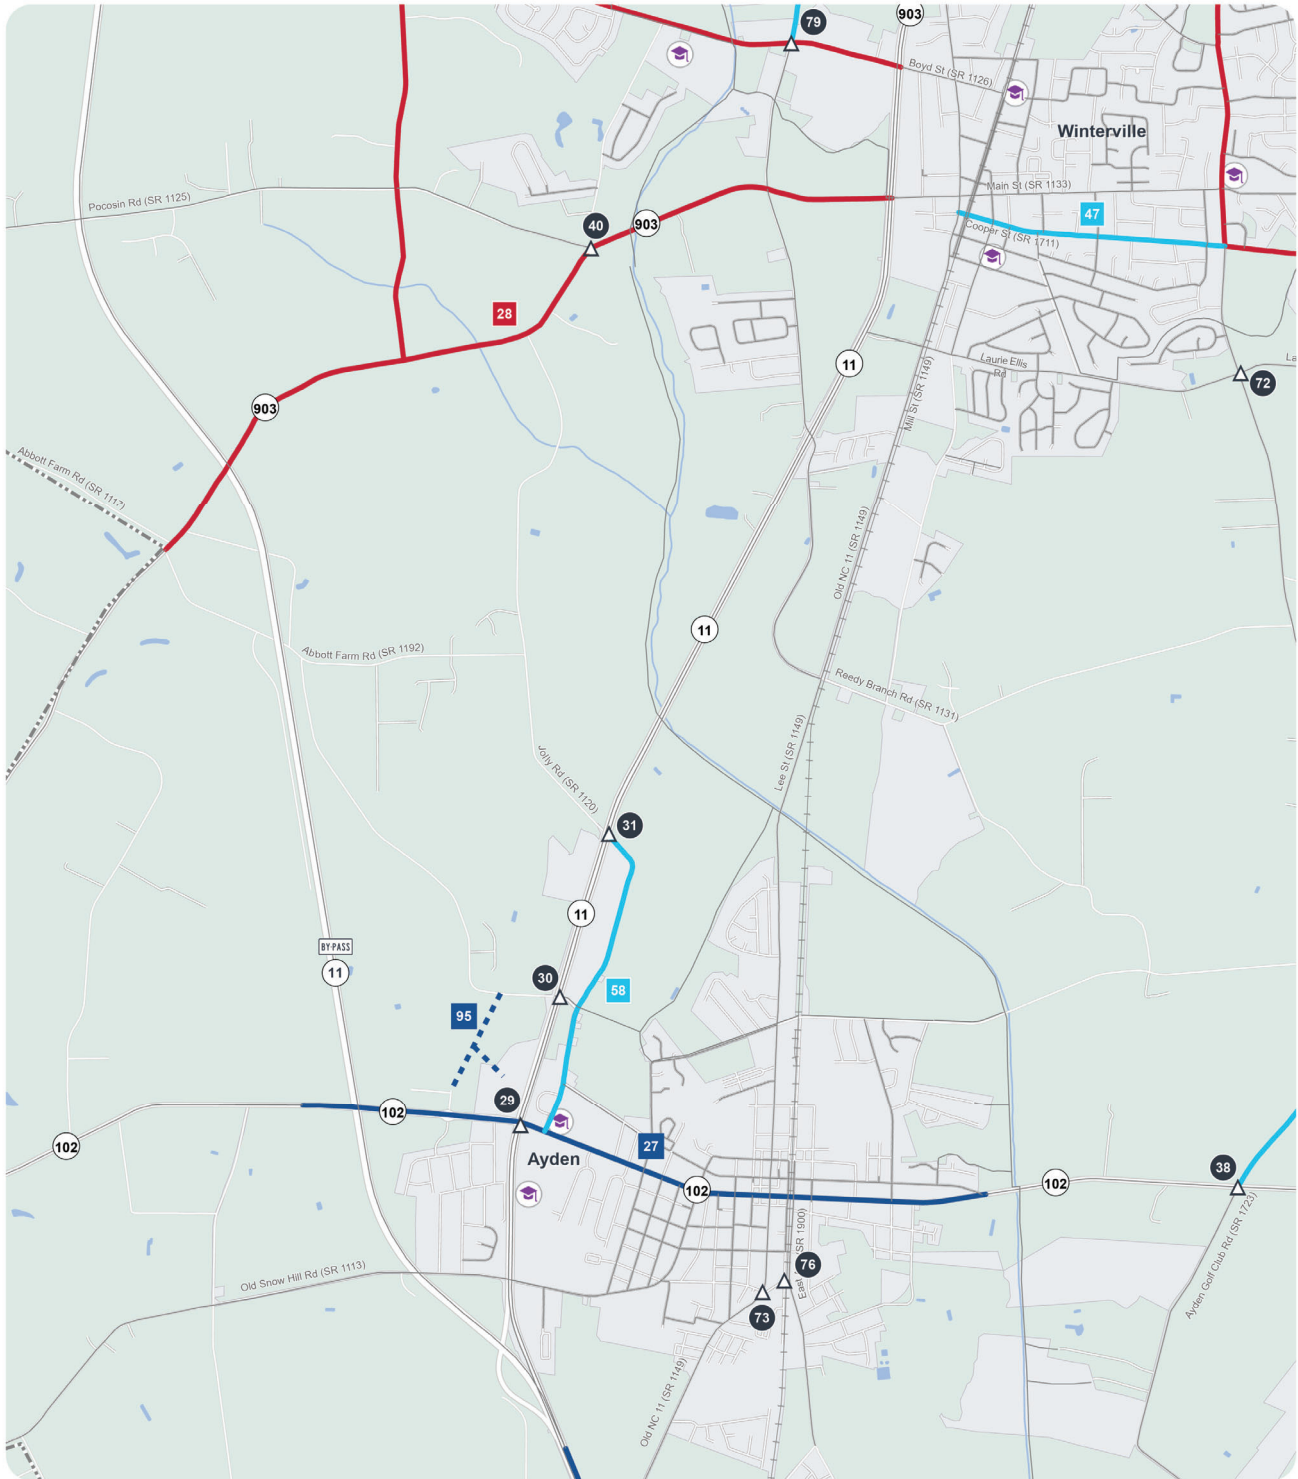 903
79
Boyd St (SR 1126)
Winterville
Main St (SR 1133)
Pocosin Rd (SR 1125)
40
903
47
Cooper St (SR 1711)
28
11
Laurie Ellis
Rd
La
72
903
Mill St (SR 1149)
Abbott Farm Rd (SR 1117)
Old NC 11 (SR 1149)
11
Abbott Farm Rd (SR 1192)
Reedy Branch Rd (SR 1131)
Lee St (SR 1149)
Jolly Rd (SR 1120)
31
11
BY-PASS
11
30
58
95
29
102
102
27
Ayden
102
102
38
Ayden Golf Club Rd (SR 1723)
(SR 1900)
76
Old Snow Hill Rd (SR 1113)
73
Old NC 11 (SR 1149)